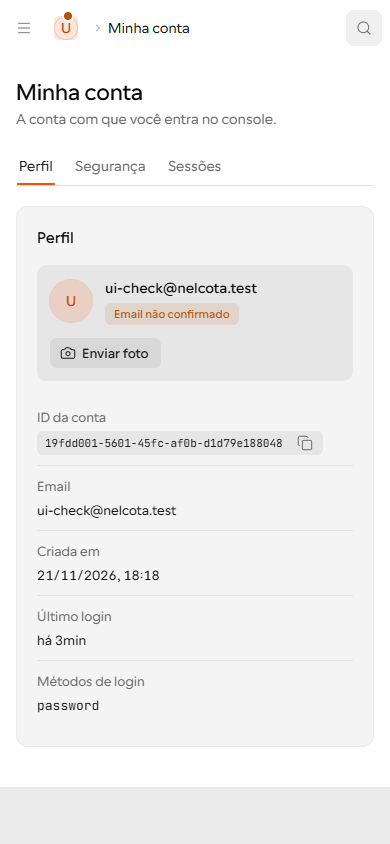 U
Minha conta
Minha conta
A conta com que você entra no console.
Perfil
Segurança
Sessões
Perfil
U
ui-check@nelcota.test
Email não confirmado
Enviar foto
ID da conta
19fdd001-5601-45fc-af0b-d1d79e188048
Email
ui-check@nelcota.test
Criada em
21/11/2026, 18:18
Último login
há 3min
Métodos de login
password